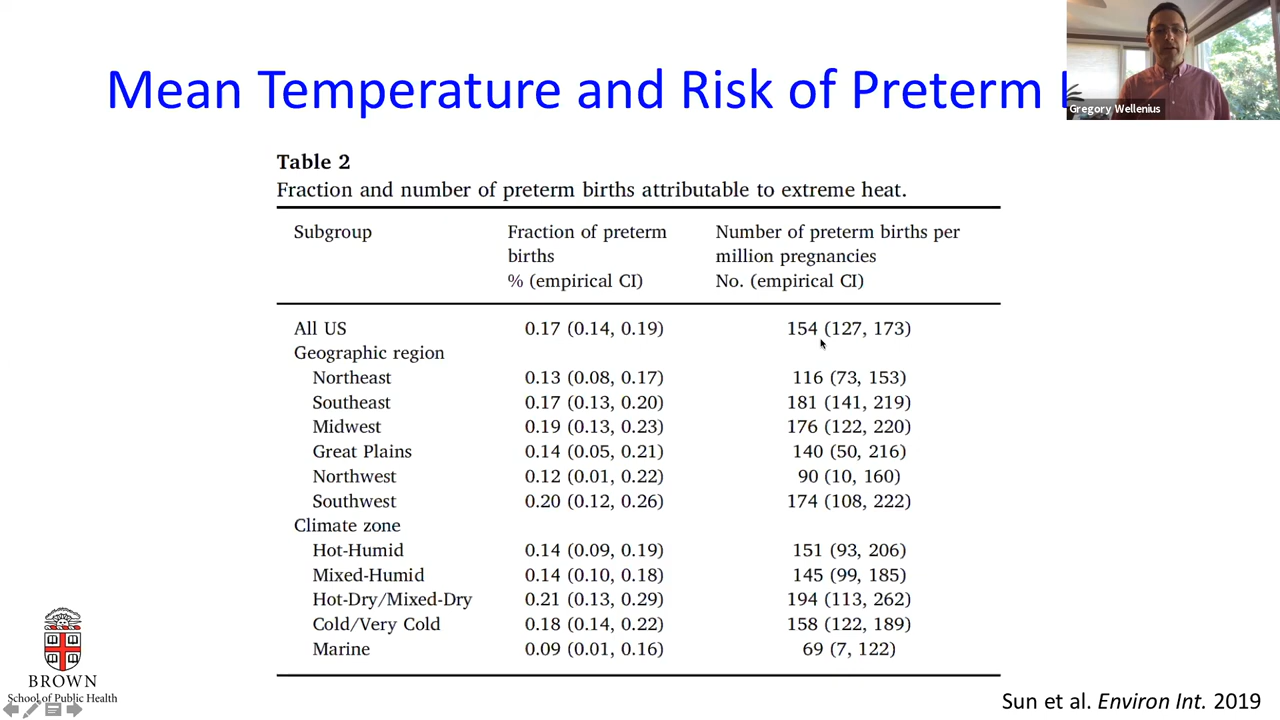 Mean Temperature and Risk of Preterm
Gregory Wellenius
Table 2
Fraction and number of preterm births attributable to extreme heat.
Subgroup Fraction of preterm births % (empirical CI) Number of preterm births per million pregnancies No. (empirical CI)
All US 0.17 (0.14, 0.19) 154 (127, 173)
Geographic region
Northeast 0.13 (0.08, 0.17) 116 (73, 153)
Southeast 0.17 (0.13, 0.20) 181 (141, 219)
Midwest 0.19 (0.13, 0.23) 176 (122, 220)
Great Plains 0.14 (0.05, 0.21) 140 (50, 216)
Northwest 0.12 (0.01, 0.22) 90 (10, 160)
Southwest 0.20 (0.12, 0.26) 174 (108, 222)
Climate zone
Hot-Humid 0.14 (0.09, 0.19) 151 (93, 206)
Mixed-Humid 0.14 (0.10, 0.18) 145 (99, 185)
Hot-Dry/Mixed-Dry 0.21 (0.13, 0.29) 194 (113, 262)
Cold/Very Cold 0.18 (0.14, 0.22) 158 (122, 189)
Marine 0.09 (0.01, 0.16) 69 (7, 122)
BROWN
School of Public Health
Sun et al. Environ Int. 2019